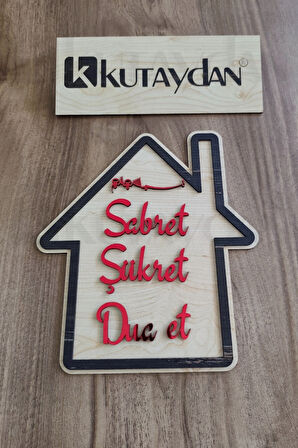 K KUTAYDAN®
Sabret
Şükret
Dua et